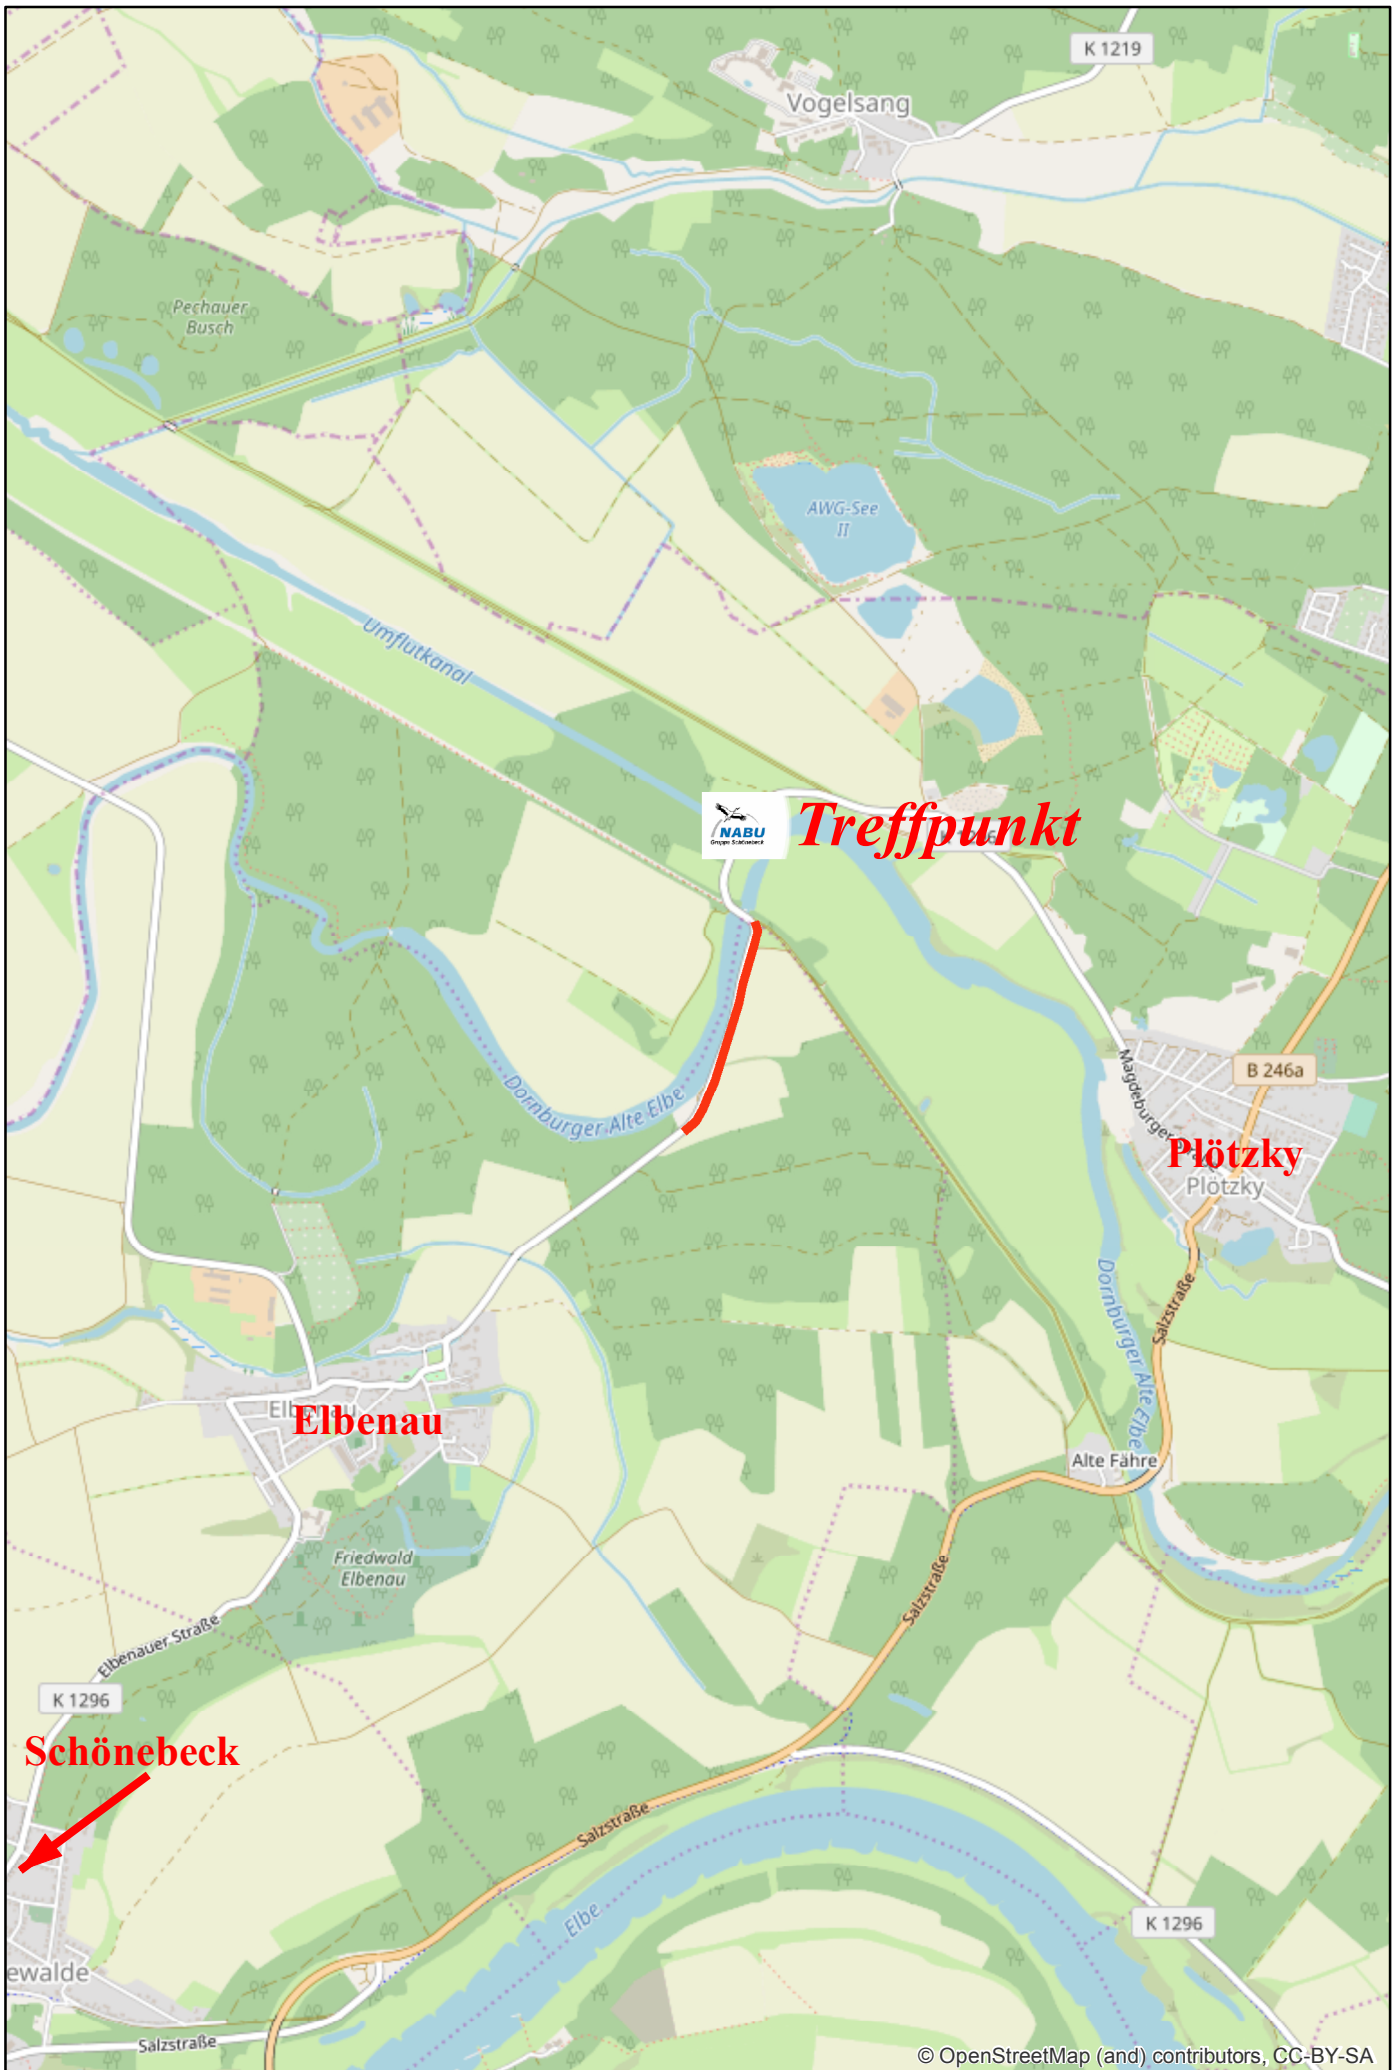 K 1219
Vogelsang
Pechauer
Busch
AWG-See
II
Umflutkanal
NABU
Gruppe Schönebeck
Treffpunkt
Dornburger Alte Elbe
Magdeburger
B 246a
Plötzky
Plötzky
Dornburger Alte Elbe
Salzstraße
Elbenau
Alte Fähre
Friedwald
Elbenau
Salzstraße
Elbenauer Straße
K 1296
Schönebeck
Salzstraße
Elbe
K 1296
ewalde
Salzstraße
© OpenStreetMap (and) contributors, CC-BY-SA